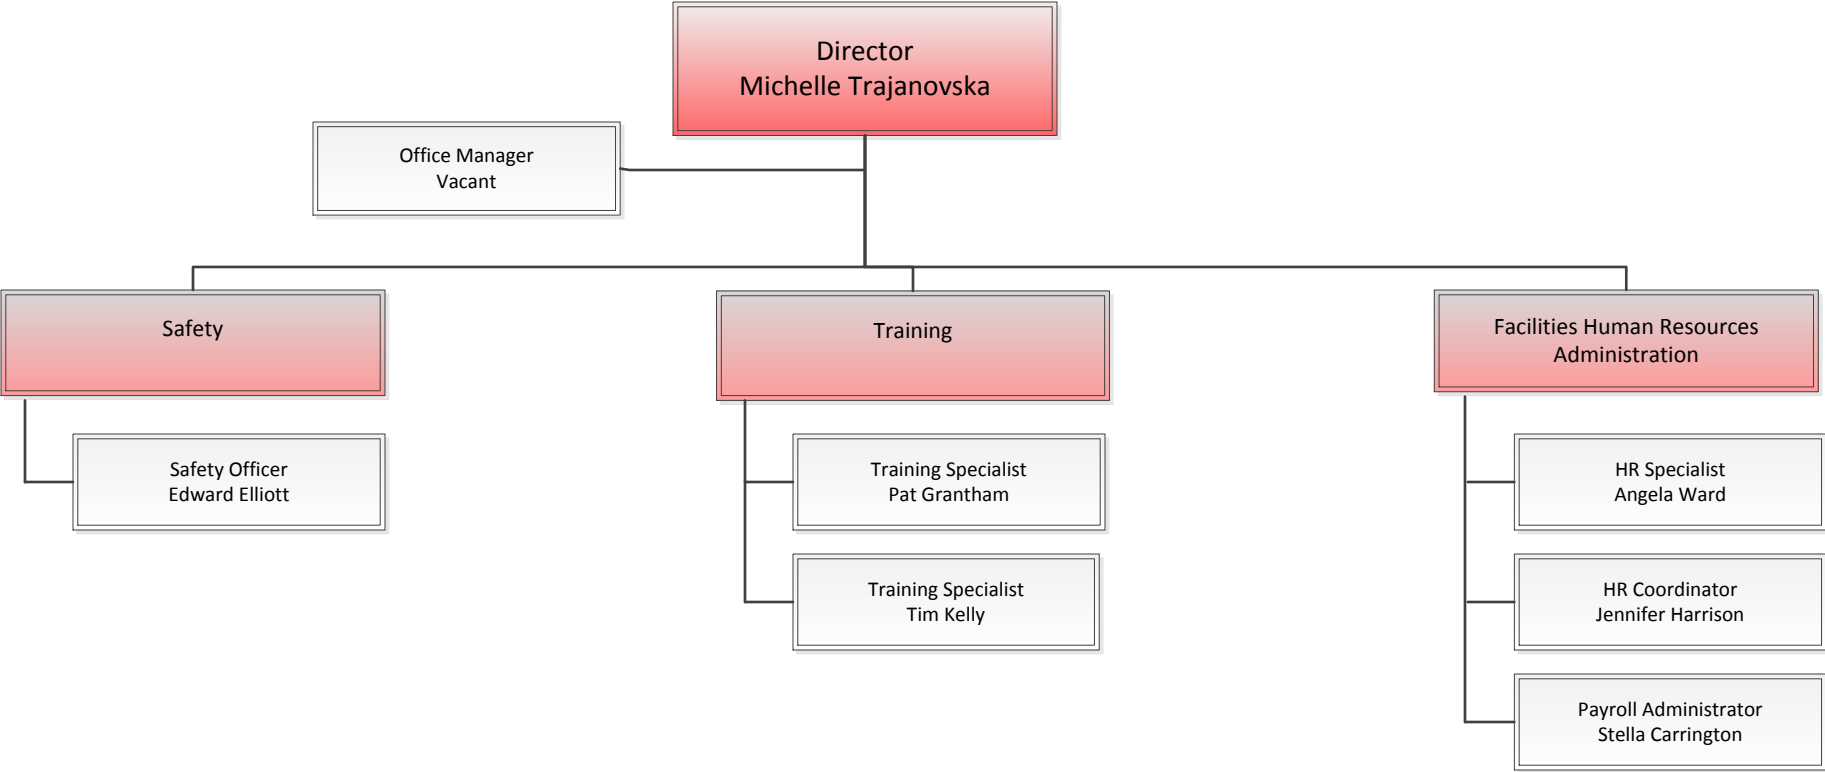 Director
Michelle Trajanovska
Office Manager
Vacant
Safety
Safety Officer
Edward Elliott
Training
Training Specialist
Pat Grantham
Training Specialist
Tim Kelly
Facilities Human Resources
Administration
HR Specialist
Angela Ward
HR Coordinator
Jennifer Harrison
Payroll Administrator
Stella Carrington